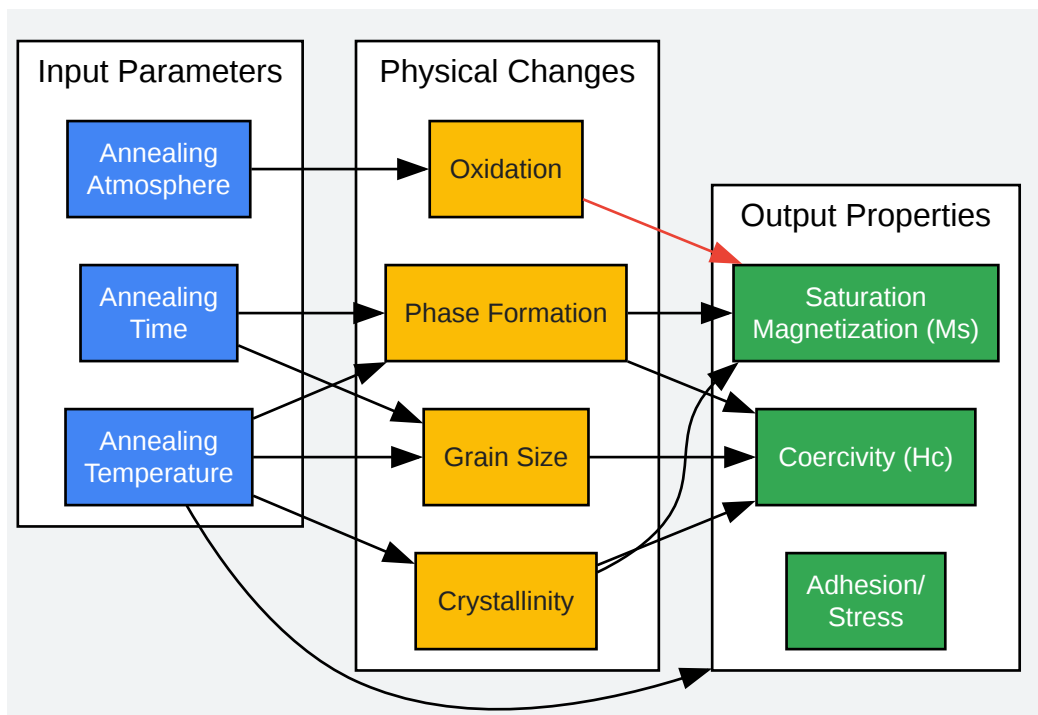 Input Parameters
Annealing
Atmosphere
Annealing
Time
Annealing
Temperature
Physical Changes
Oxidation
Phase Formation
Grain Size
Crystallinity
Output Properties
Saturation
Magnetization (Ms)
Coercivity (Hc)
Adhesion/
Stress